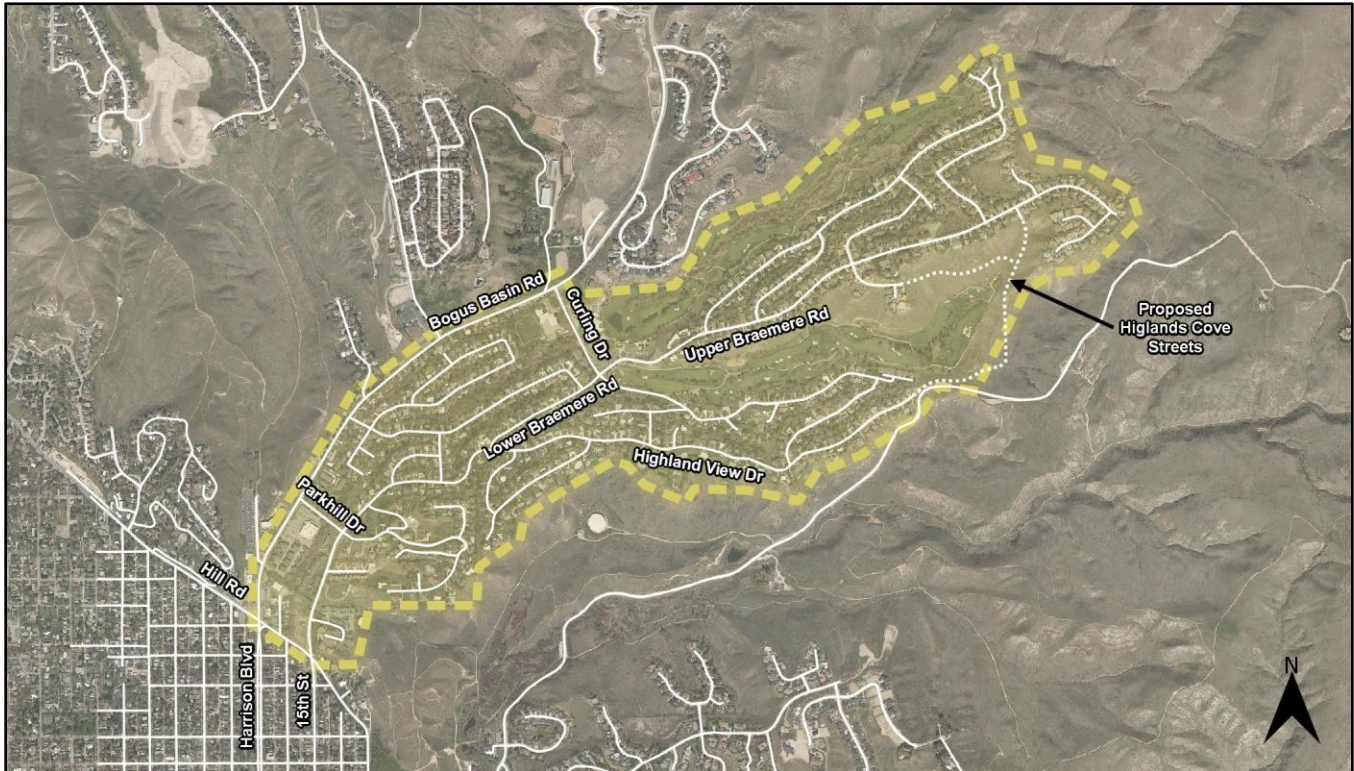 Bogus Basin Rd
Curling Dr
Upper Braemere Rd
Proposed
Higlands Cove
Streets
Lower Braemere Rd
Highland View Dr
Parkhill Dr
Hill Rd
Harrison Blvd
15th St
N